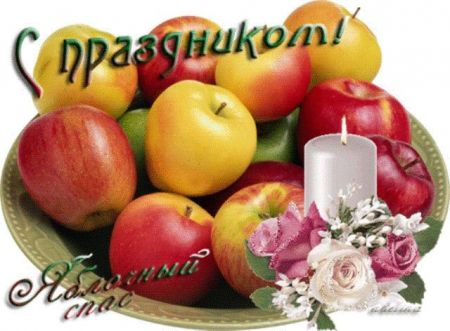 С праздником!
Яблочный
спас